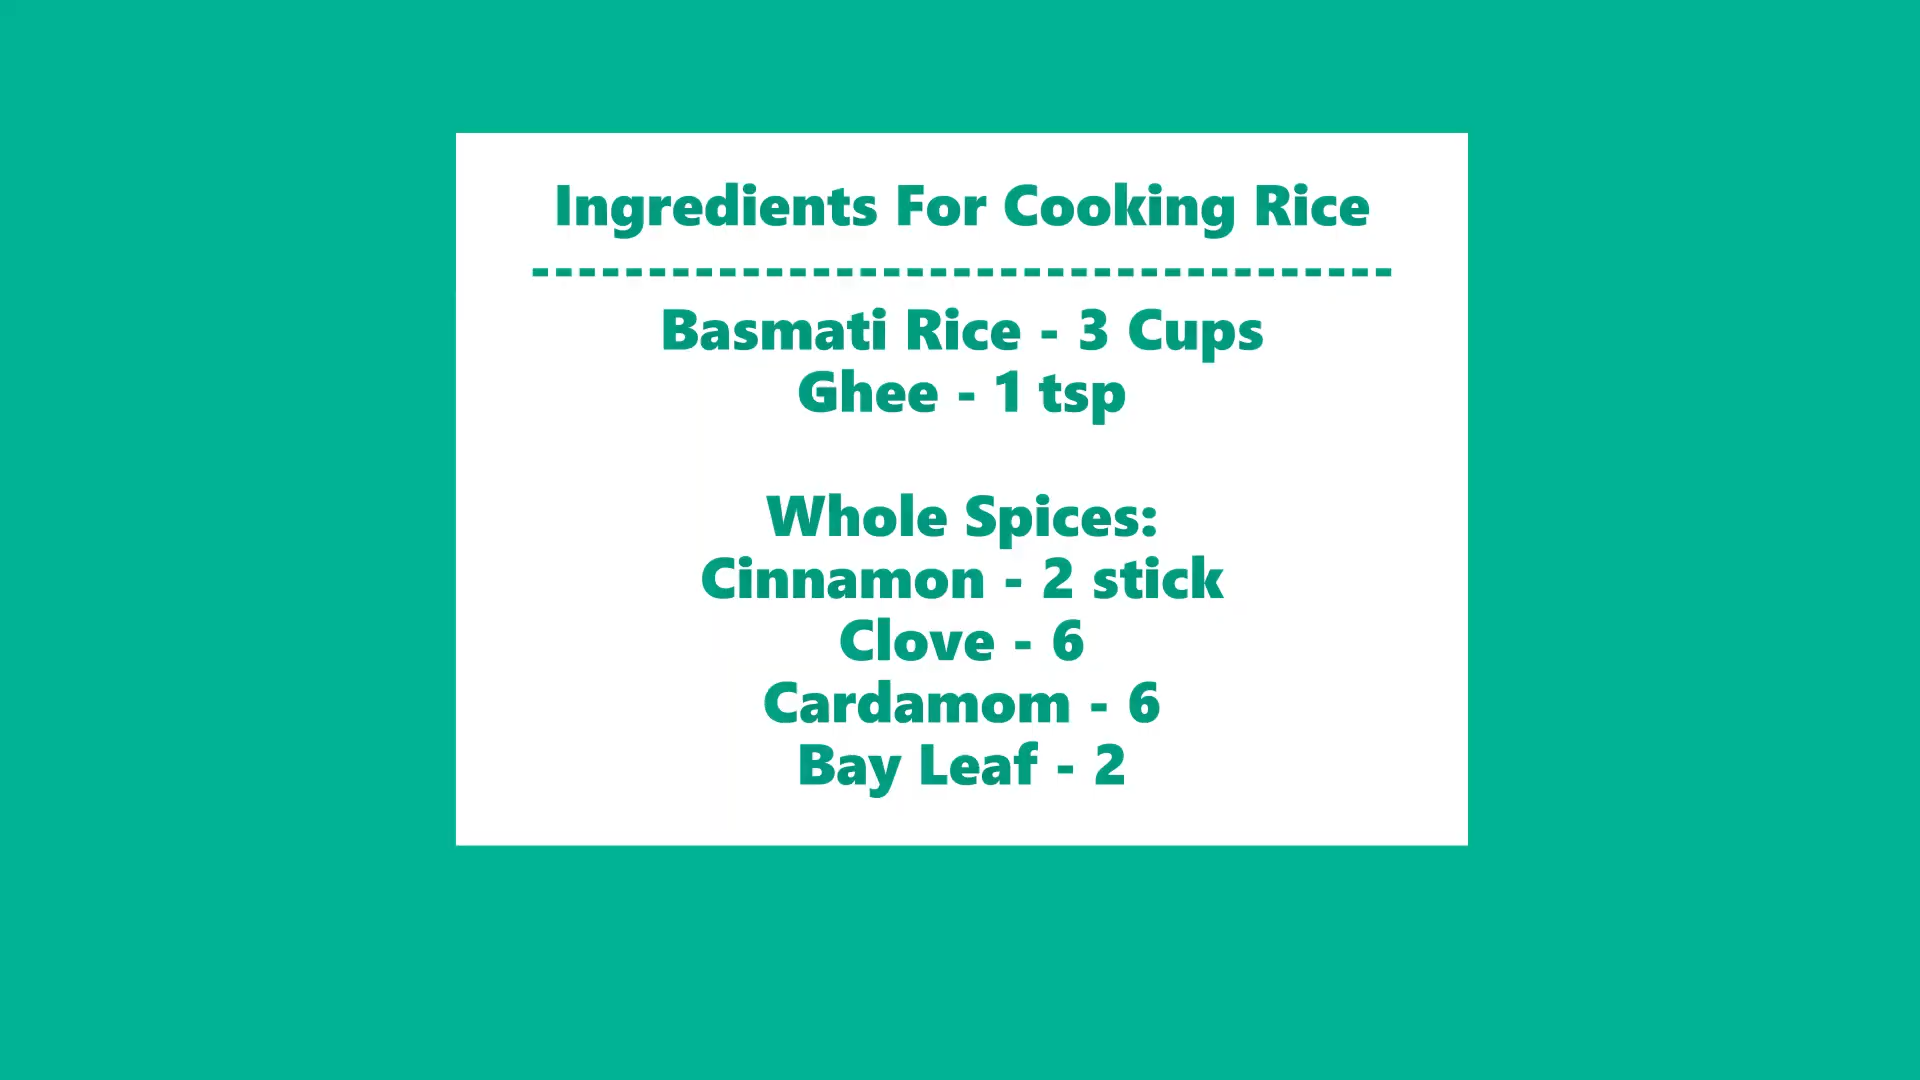 Ingredients For Cooking Rice
-------------------------------------
Basmati Rice - 3 Cups
Ghee - 1 tsp
Whole Spices:
Cinnamon - 2 stick
Clove - 6
Cardamom - 6
Bay Leaf - 2